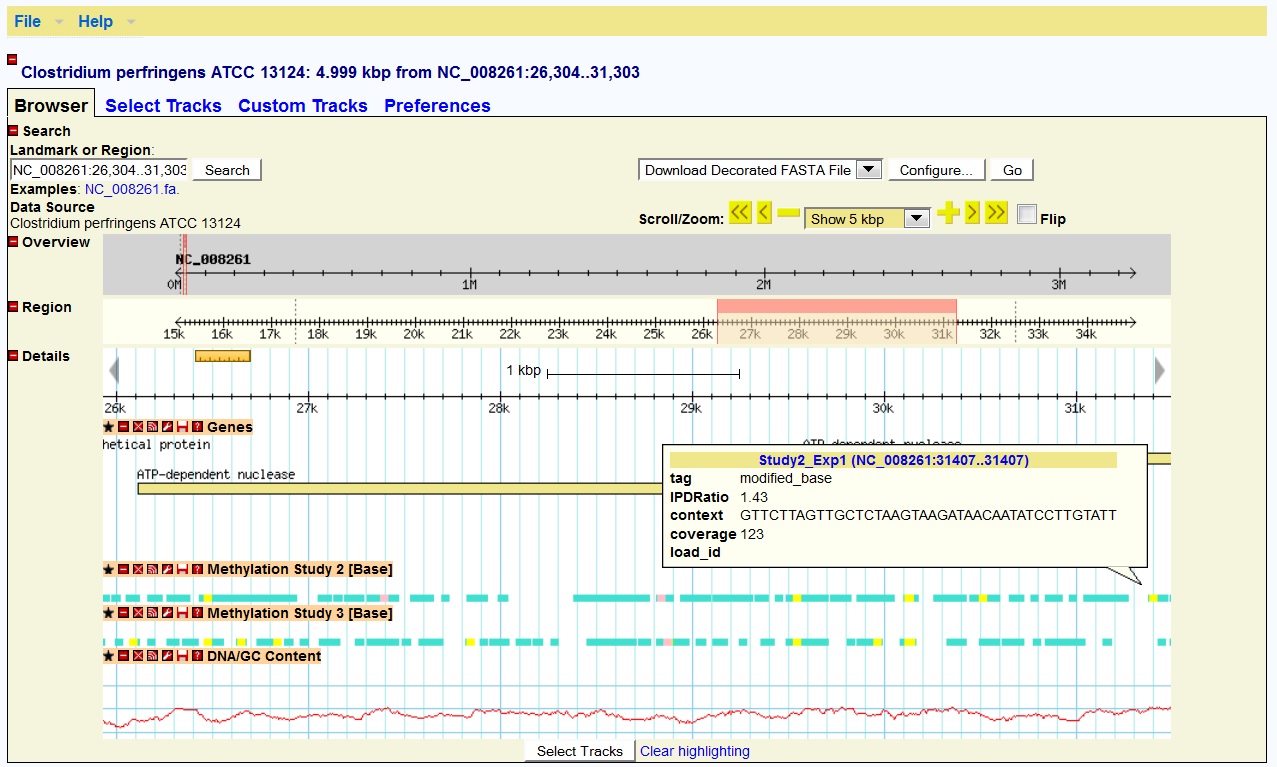 File Help
Clostridium perfringens ATCC 13124: 4.999 kbp from NC_008261:26,304..31,303
Browser Select Tracks Custom Tracks Preferences
Search
Landmark or Region:
NC_008261:26,304..31,303 Search Download Decorated FASTA File Configure... Go
Examples: NC_008261.fa.
Data Source
Clostridium perfringens ATCC 13124
Scroll/Zoom: Show 5 kbp Flip
Overview
NC_008261
0M 1M 2M 3M
Region
15k 16k 17k 18k 19k 20k 21k 22k 23k 24k 25k 26k 27k 28k 29k 30k 31k 32k 33k 34k
Details
1 kbp
26k 27k 28k 29k 30k 31k
Genes
hetical protein
ATP-dependent nuclease
ATP-dependent nuclease
Study2_Exp1 (NC_008261:31407..31407)
tag modified_base
IPDRatio 1.43
context GTTCTTAGTTGCTCTAAGTAAGATAACAATATCCTTGTATT
coverage 123
load_id
Methylation Study 2 [Base]
Methylation Study 3 [Base]
DNA/GC Content
Select Tracks Clear highlighting